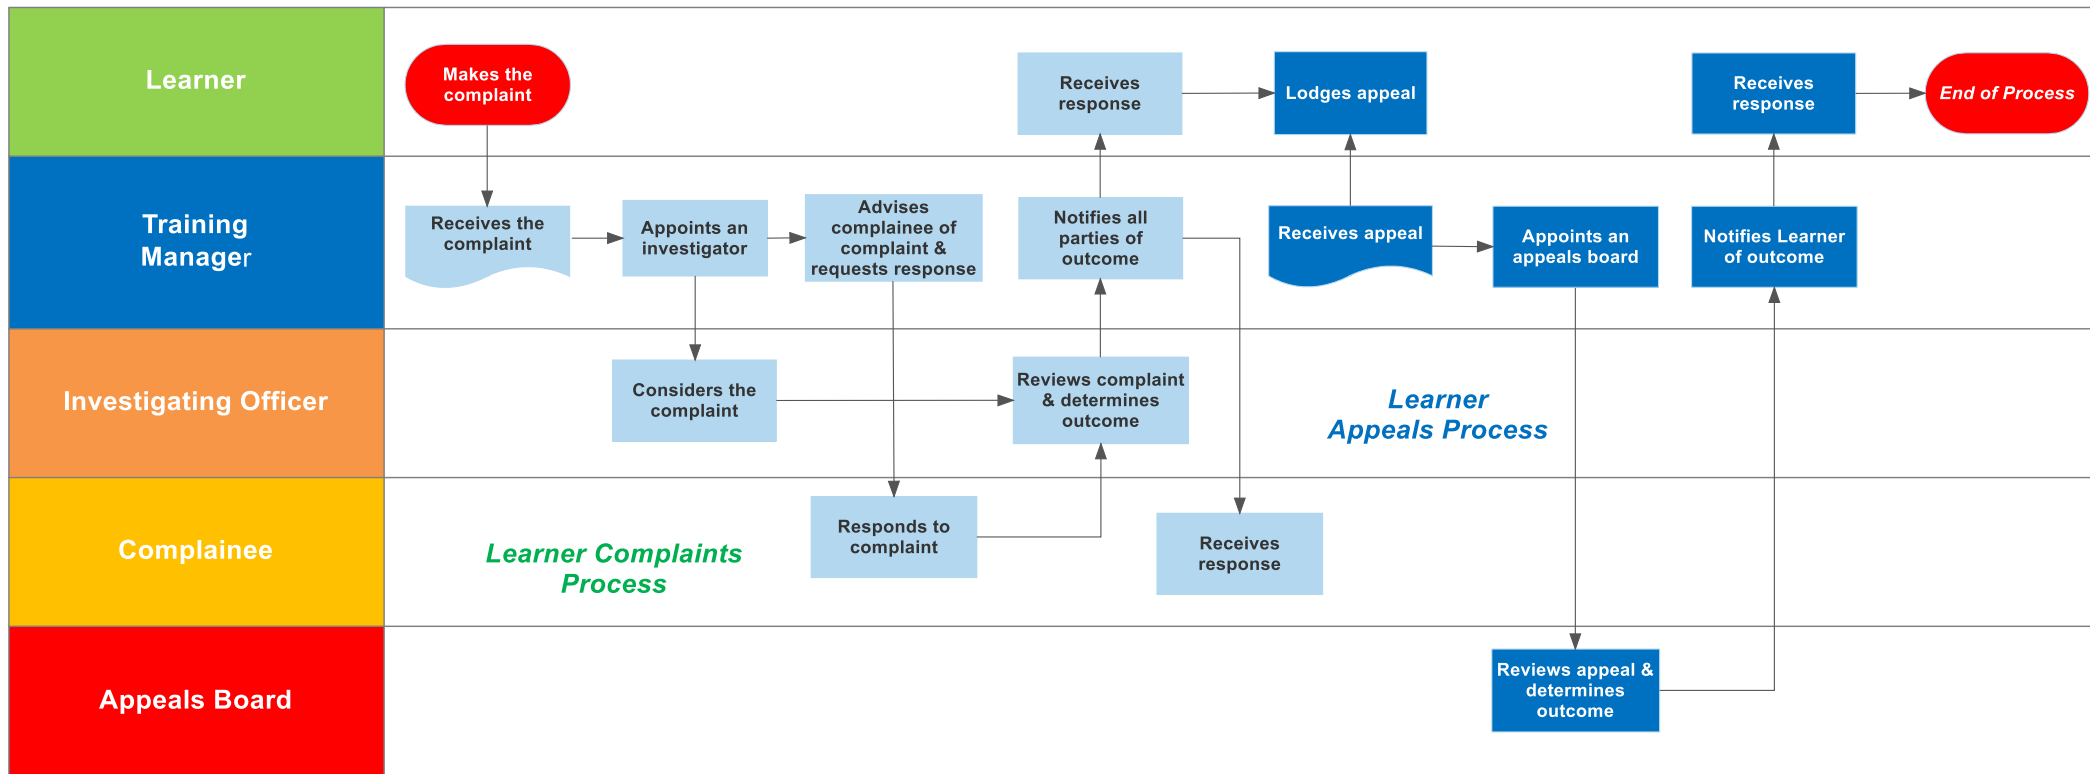 Learner
Makes the
complaint
Receives
response
Lodges appeal
Receives
response
End of Process
Training
Manager
Receives the
complaint
Appoints an
investigator
Advises
complainee of
complaint &
requests response
Notifies all
parties of
outcome
Receives appeal
Appoints an
appeals board
Notifies Learner
of outcome
Investigating Officer
Considers the
complaint
Reviews complaint
& determines
outcome
Learner
Appeals Process
Complainee
Learner Complaints
Process
Responds to
complaint
Receives
response
Appeals Board
Reviews appeal &
determines
outcome